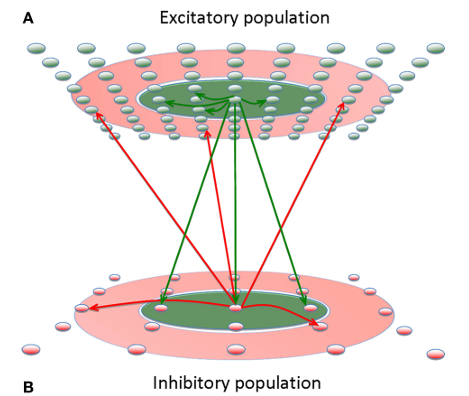 A
Excitatory population
Inhibitory population
B